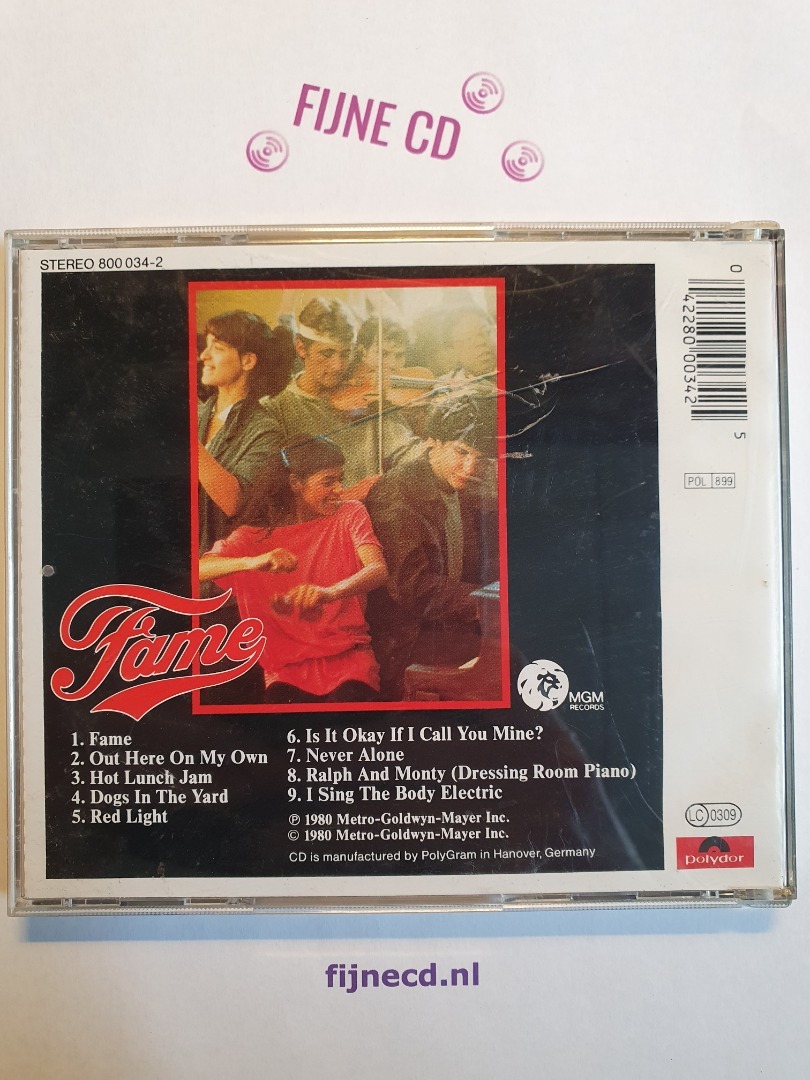 FIJNE CD
STEREO 800 034-2
0
42280 00342
5
POL 899
Fame
MGM
RECORDS
1. Fame
2. Out Here On My Own
3. Hot Lunch Jam
4. Dogs In The Yard
5. Red Light
6. Is It Okay If I Call You Mine?
7. Never Alone
8. Ralph And Monty (Dressing Room Piano)
9. I Sing The Body Electric
℗ 1980 Metro-Goldwyn-Mayer Inc.
© 1980 Metro-Goldwyn-Mayer Inc.
CD is manufactured by PolyGram in Hanover, Germany
LC 0309
polydor
fijnecd.nl